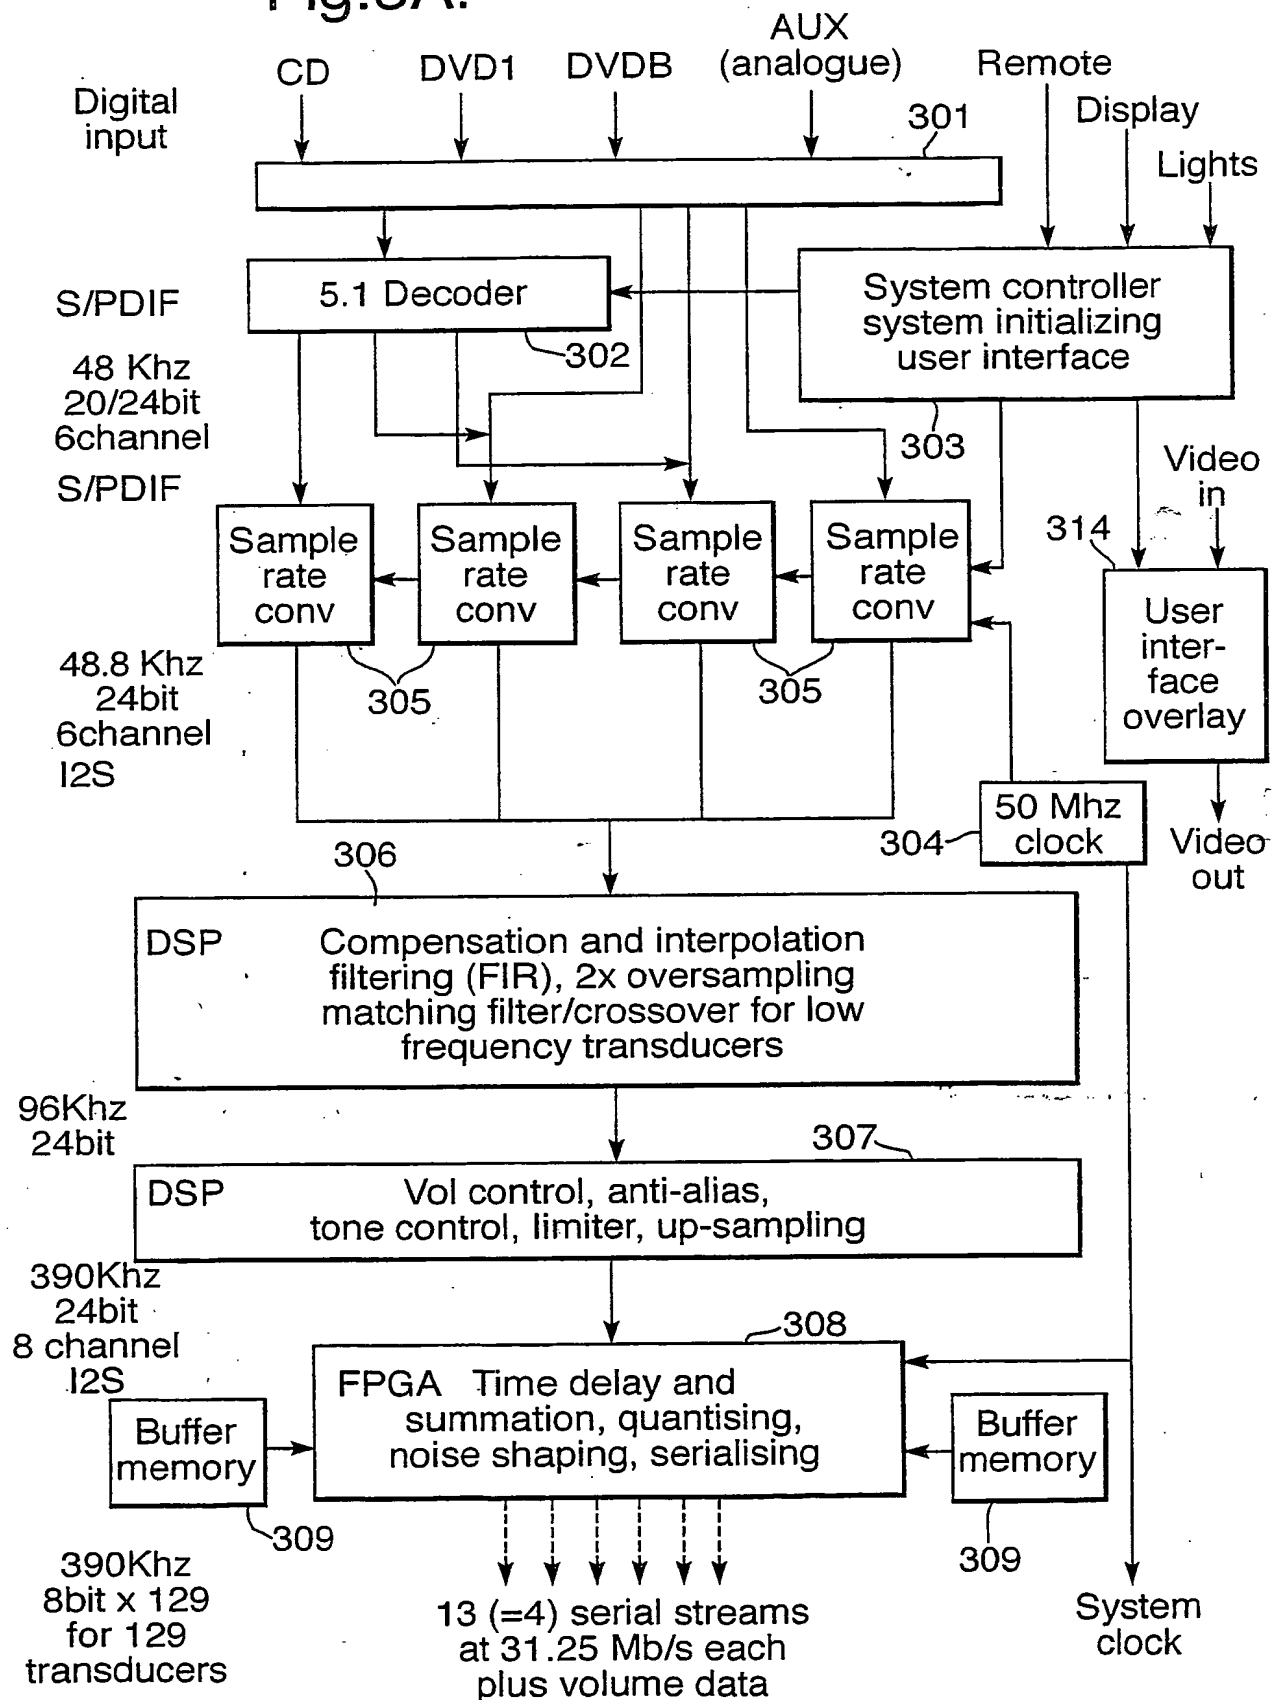 Fig.3A.
AUX
(analogue)
CD
DVD1
DVDB
Remote
Display
Lights
Digital
input
301
5.1 Decoder
302
System controller
system initializing
user interface
303
S/PDIF
48 Khz
20/24bit
6channel
S/PDIF
Video
in
314
Sample
rate
conv
Sample
rate
conv
Sample
rate
conv
Sample
rate
conv
User
inter-
face
overlay
305
305
48.8 Khz
24bit
6channel
I2S
50 Mhz
clock
304
Video
out
306
DSP
Compensation and interpolation
filtering (FIR), 2x oversampling
matching filter/crossover for low
frequency transducers
96Khz
24bit
307
DSP
Vol control, anti-alias,
tone control, limiter, up-sampling
390Khz
24bit
8 channel
I2S
308
FPGA Time delay and
summation, quantising,
noise shaping, serialising
Buffer
memory
309
Buffer
memory
309
390Khz
8bit x 129
for 129
transducers
13 (=4) serial streams
at 31.25 Mb/s each
plus volume data
System
clock